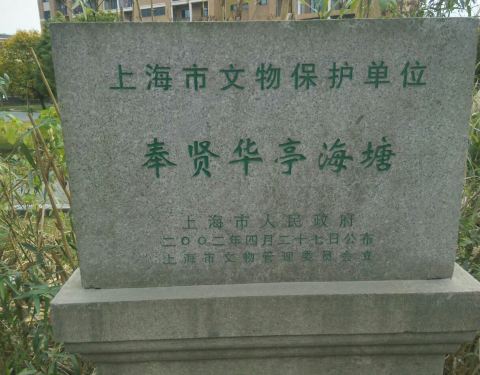 上海市文物保护单位
奉贤华亭海塘
上海市人民政府
二〇〇二年四月二十七日公布
上海市文物管理委员会立